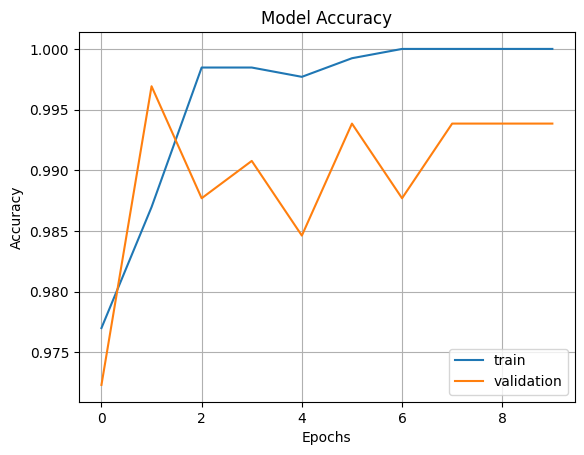 Model Accuracy
1.000
0.995
0.990
0.985
0.980
0.975
Accuracy
0 2 4 6 8
Epochs
train
validation